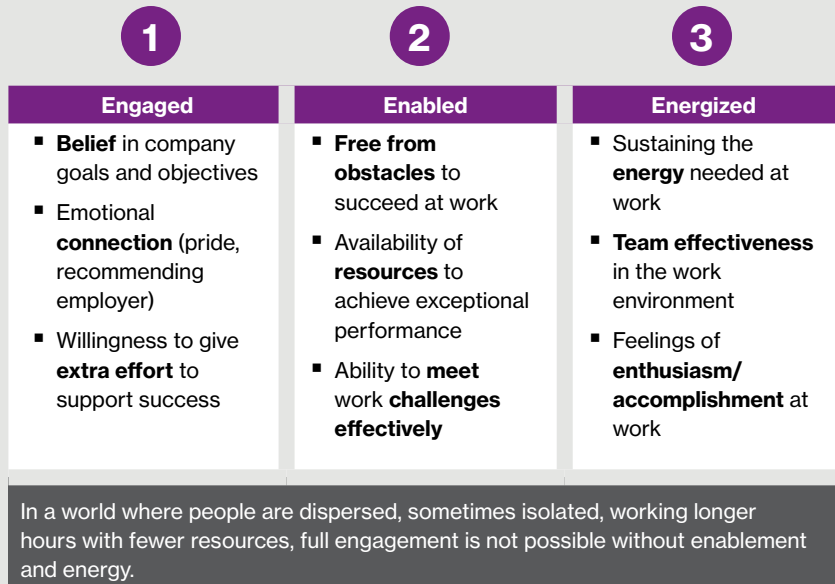 1
Engaged
▪ Belief in company
goals and objectives
▪ Emotional
connection (pride,
recommending
employer)
▪ Willingness to give
extra effort to
support success
2
Enabled
▪ Free from
obstacles to
succeed at work
▪ Availability of
resources to
achieve exceptional
performance
▪ Ability to meet
work challenges
effectively
3
Energized
▪ Sustaining the
energy needed at
work
▪ Team effectiveness
in the work
environment
▪ Feelings of
enthusiasm/
accomplishment at
work
In a world where people are dispersed, sometimes isolated, working longer
hours with fewer resources, full engagement is not possible without enablement
and energy.